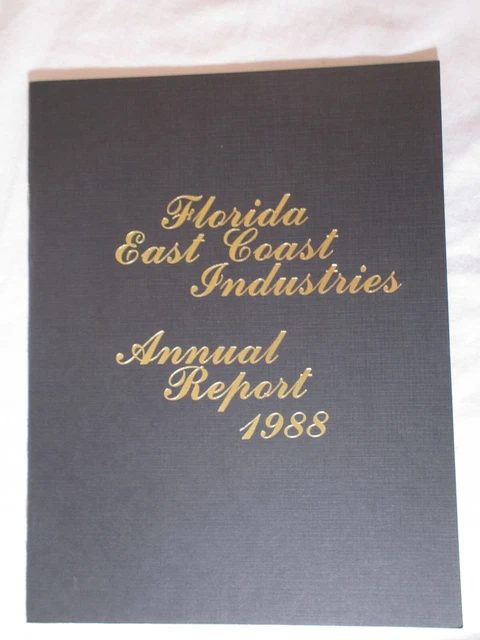 Florida
East Coast
Industries
Annual
Report
1988